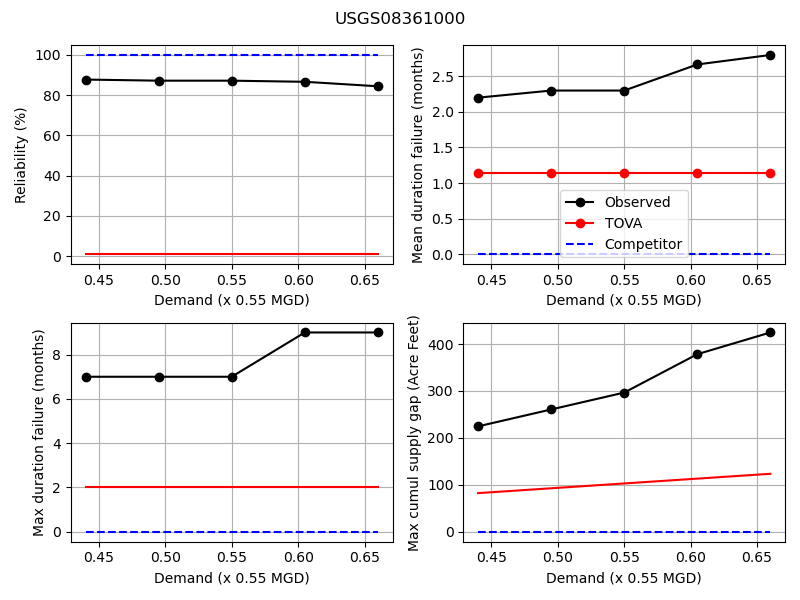 USGS08361000
100
80
60
40
20
0
Reliability (%)
0.45 0.50 0.55 0.60 0.65
Demand (x 0.55 MGD)
2.5
2.0
1.5
1.0
0.5
0.0
Mean duration failure (months)
Observed
TOVA
Competitor
0.45 0.50 0.55 0.60 0.65
Demand (x 0.55 MGD)
8
6
4
2
0
Max duration failure (months)
0.45 0.50 0.55 0.60 0.65
Demand (x 0.55 MGD)
400
300
200
100
0
Max cumul supply gap (Acre Feet)
0.45 0.50 0.55 0.60 0.65
Demand (x 0.55 MGD)